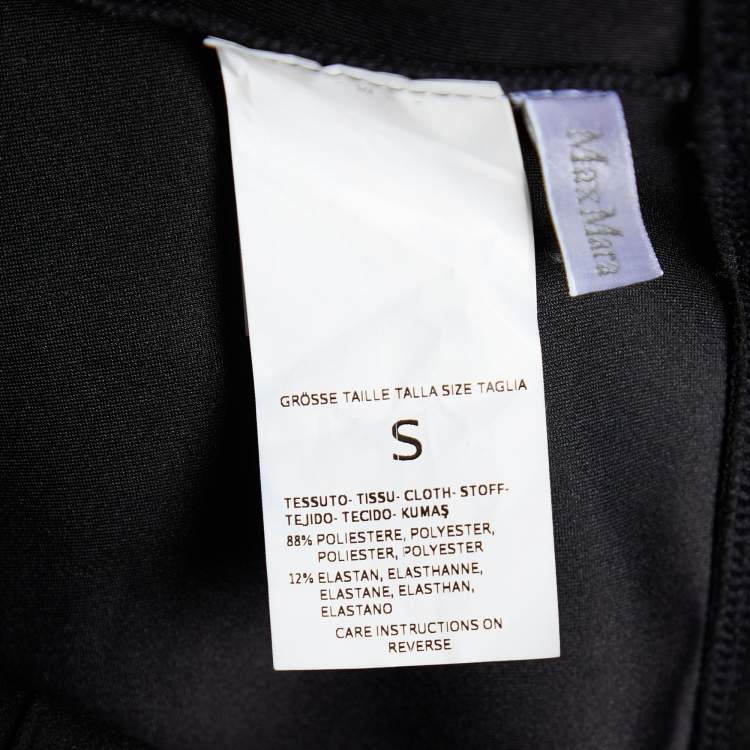 MaxMara
GRÖSSE TAILLE TALLA SIZE TAGLIA
S
TESSUTO- TISSU- CLOTH- STOFF-
TEJIDO- TECIDO- KUMAŞ
88% POLIESTERE, POLYESTER,
POLIESTER, POLYESTER
12% ELASTAN, ELASTHANNE,
ELASTANE, ELASTHAN,
ELASTANO
CARE INSTRUCTIONS ON
REVERSE